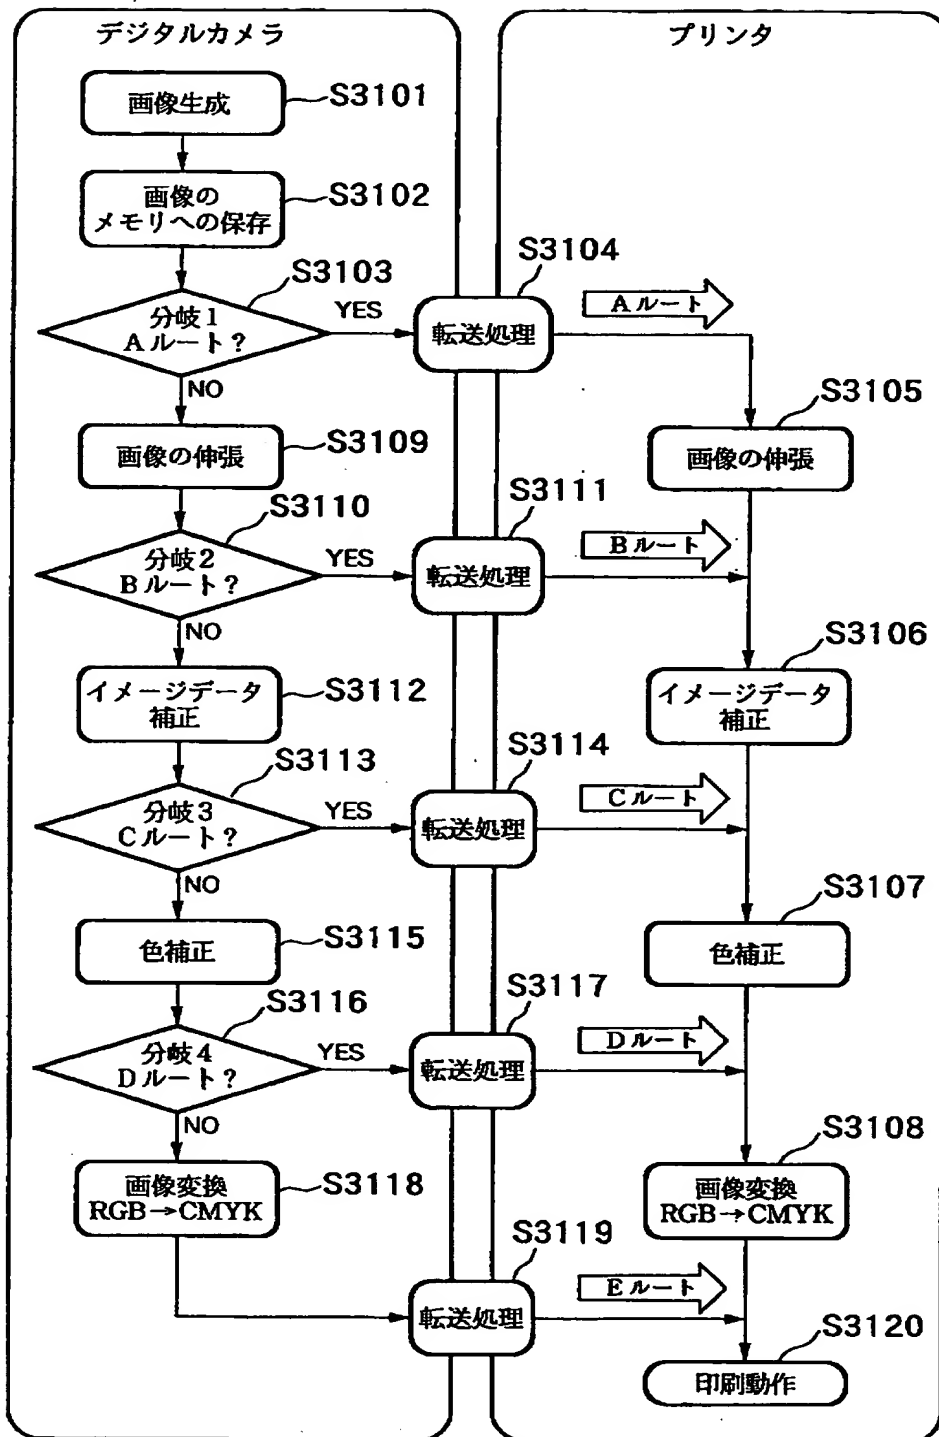 デジタルカメラ
プリンタ
画像生成
S3101
画像の
メモリへの保存
S3102
S3103
分岐1
Aルート?
YES
NO
S3104
転送処理
Aルート
S3105
画像の伸張
S3109
画像の伸張
S3110
分岐2
Bルート?
YES
NO
S3111
転送処理
Bルート
S3106
イメージデータ
補正
S3112
イメージデータ
補正
S3113
分岐3
Cルート?
YES
NO
S3114
転送処理
Cルート
S3107
色補正
S3115
色補正
S3116
分岐4
Dルート?
YES
NO
S3117
転送処理
Dルート
S3108
画像変換
RGB→CMYK
S3118
画像変換
RGB→CMYK
S3119
転送処理
Eルート
S3120
印刷動作